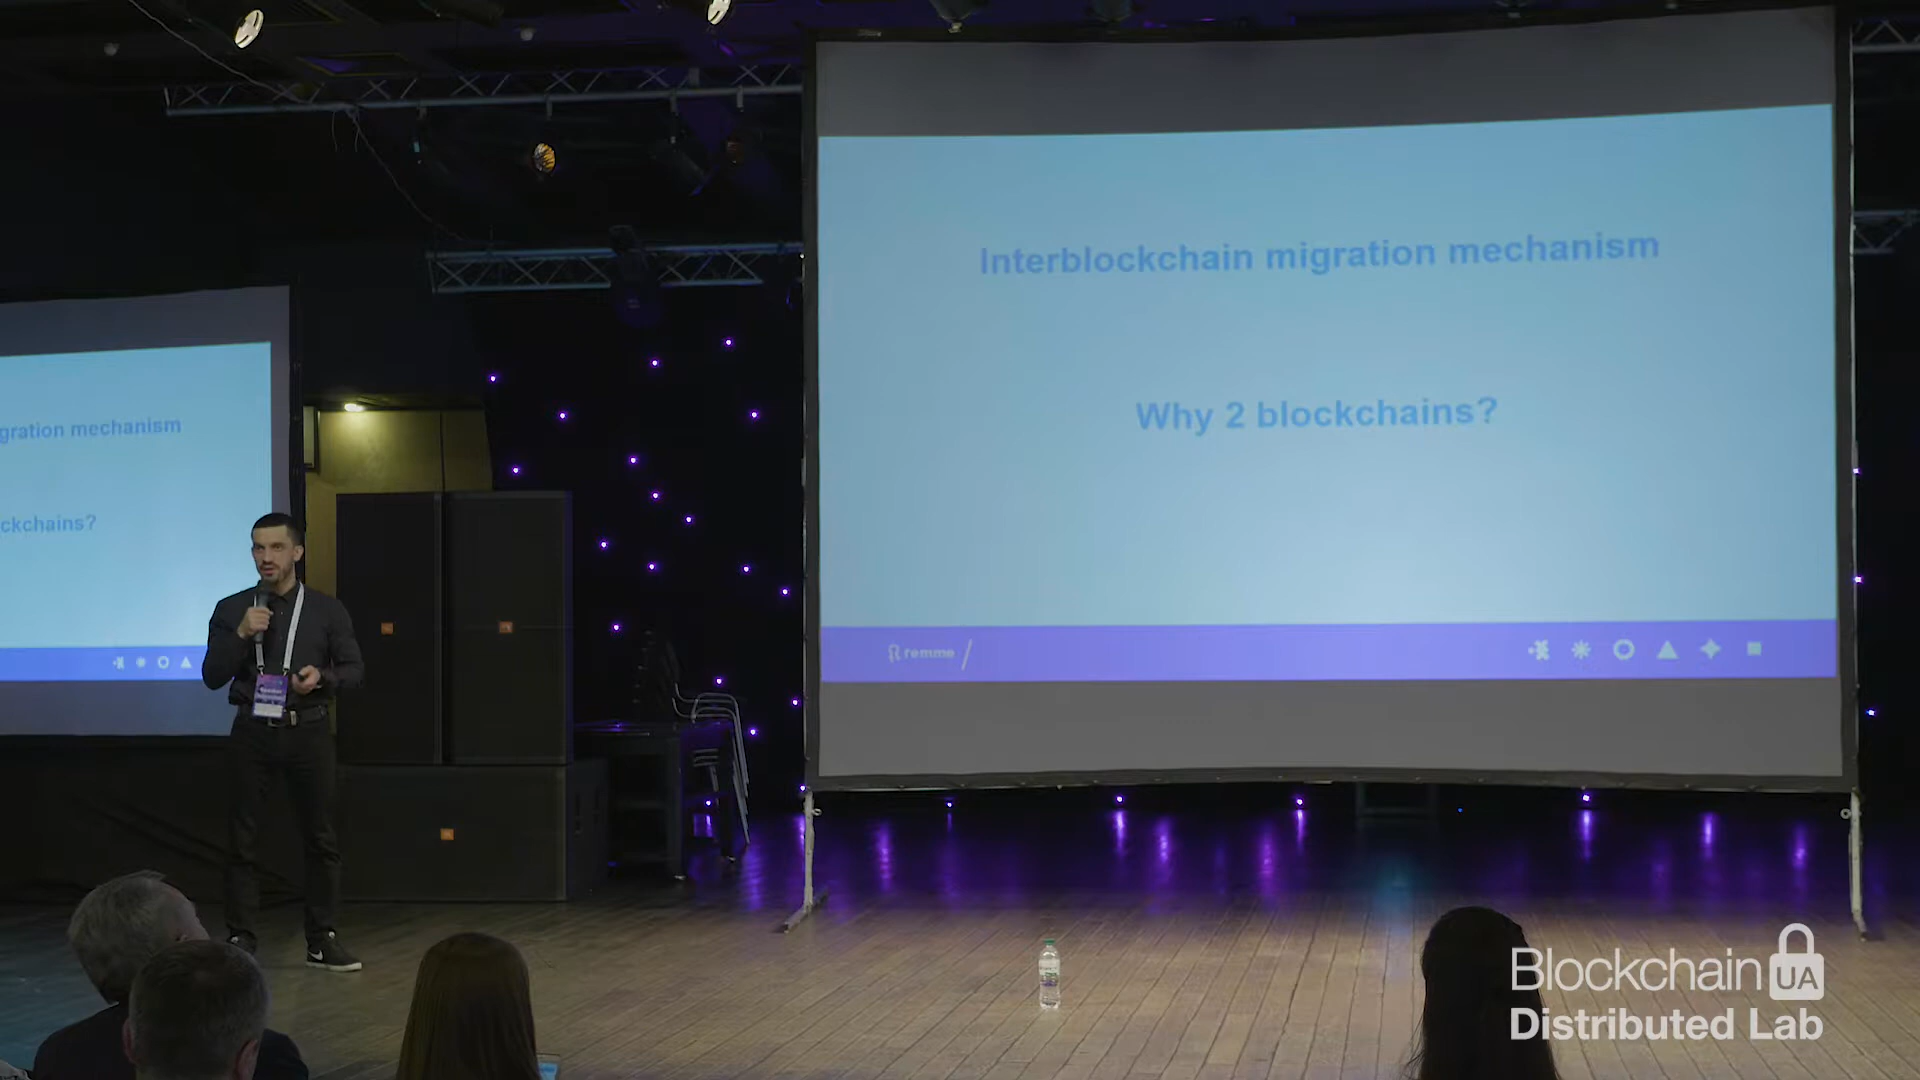 Interblockchain migration mechanism
Why 2 blockchains?
remme
gration mechanism
ckchains?
Blockchain UA
Distributed Lab